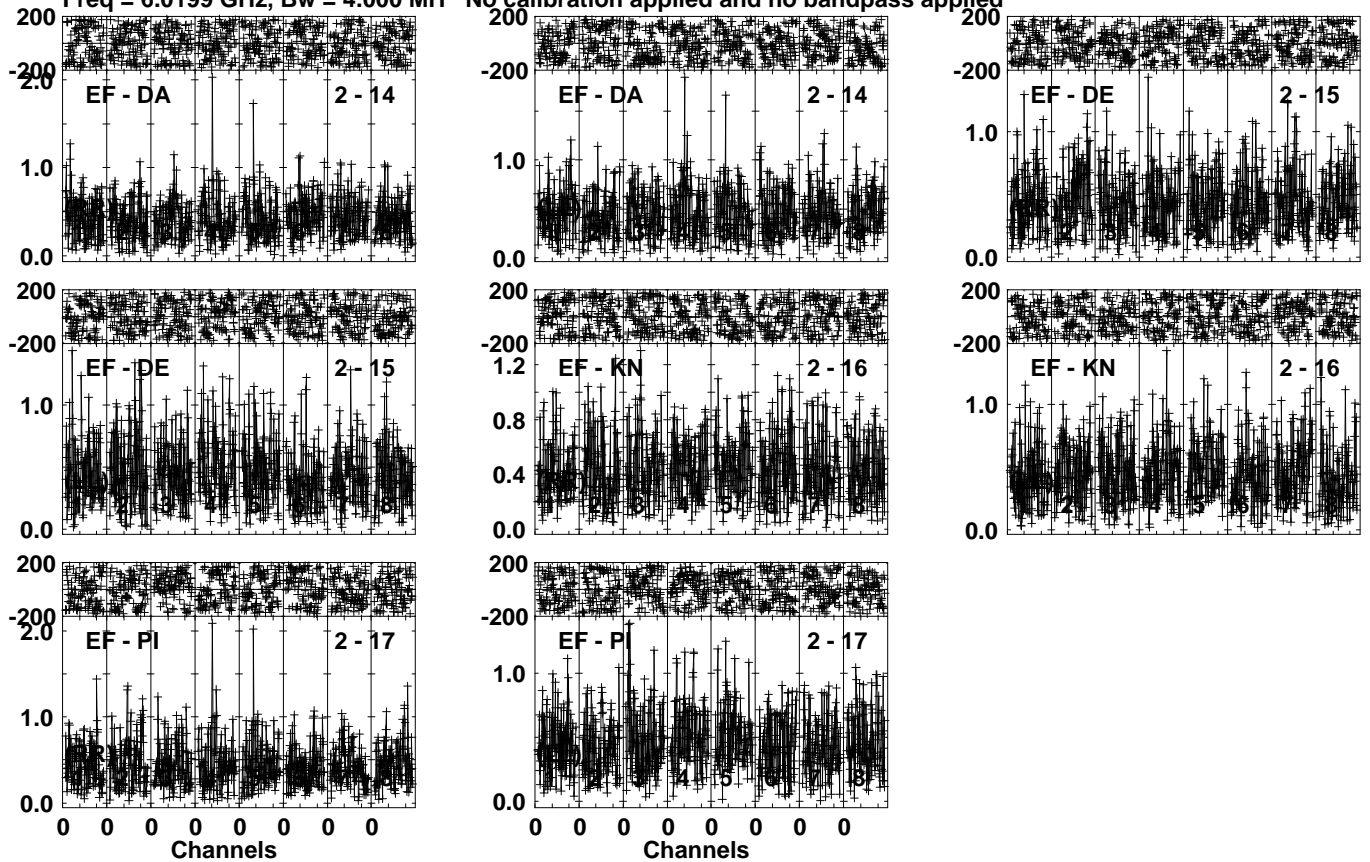 Freq = 6.0199 GHz, Bw = 4.000 MH No calibration applied and no bandpass applied
200 200 200
-200 -200 -200
EF - DA 2 - 14 EF - DA 2 - 14 EF - DE 2 - 15
2.0
1.0 1.0 1.0
0.0 0.0 0.0
200 200 200
-200 -200 -200
EF - DE 2 - 15 EF - KN 2 - 16 EF - KN 2 - 16
1.0 1.2 1.0
0.8
0.4
0.0 0.0 0.0
200 200
-200 -200
EF - PI 2 - 17 EF - PI 2 - 17
2.0
1.0 1.0
0.0 0.0
0 0 0 0 0 0 0 0 0 0 0 0 0 0 0 0
Channels Channels